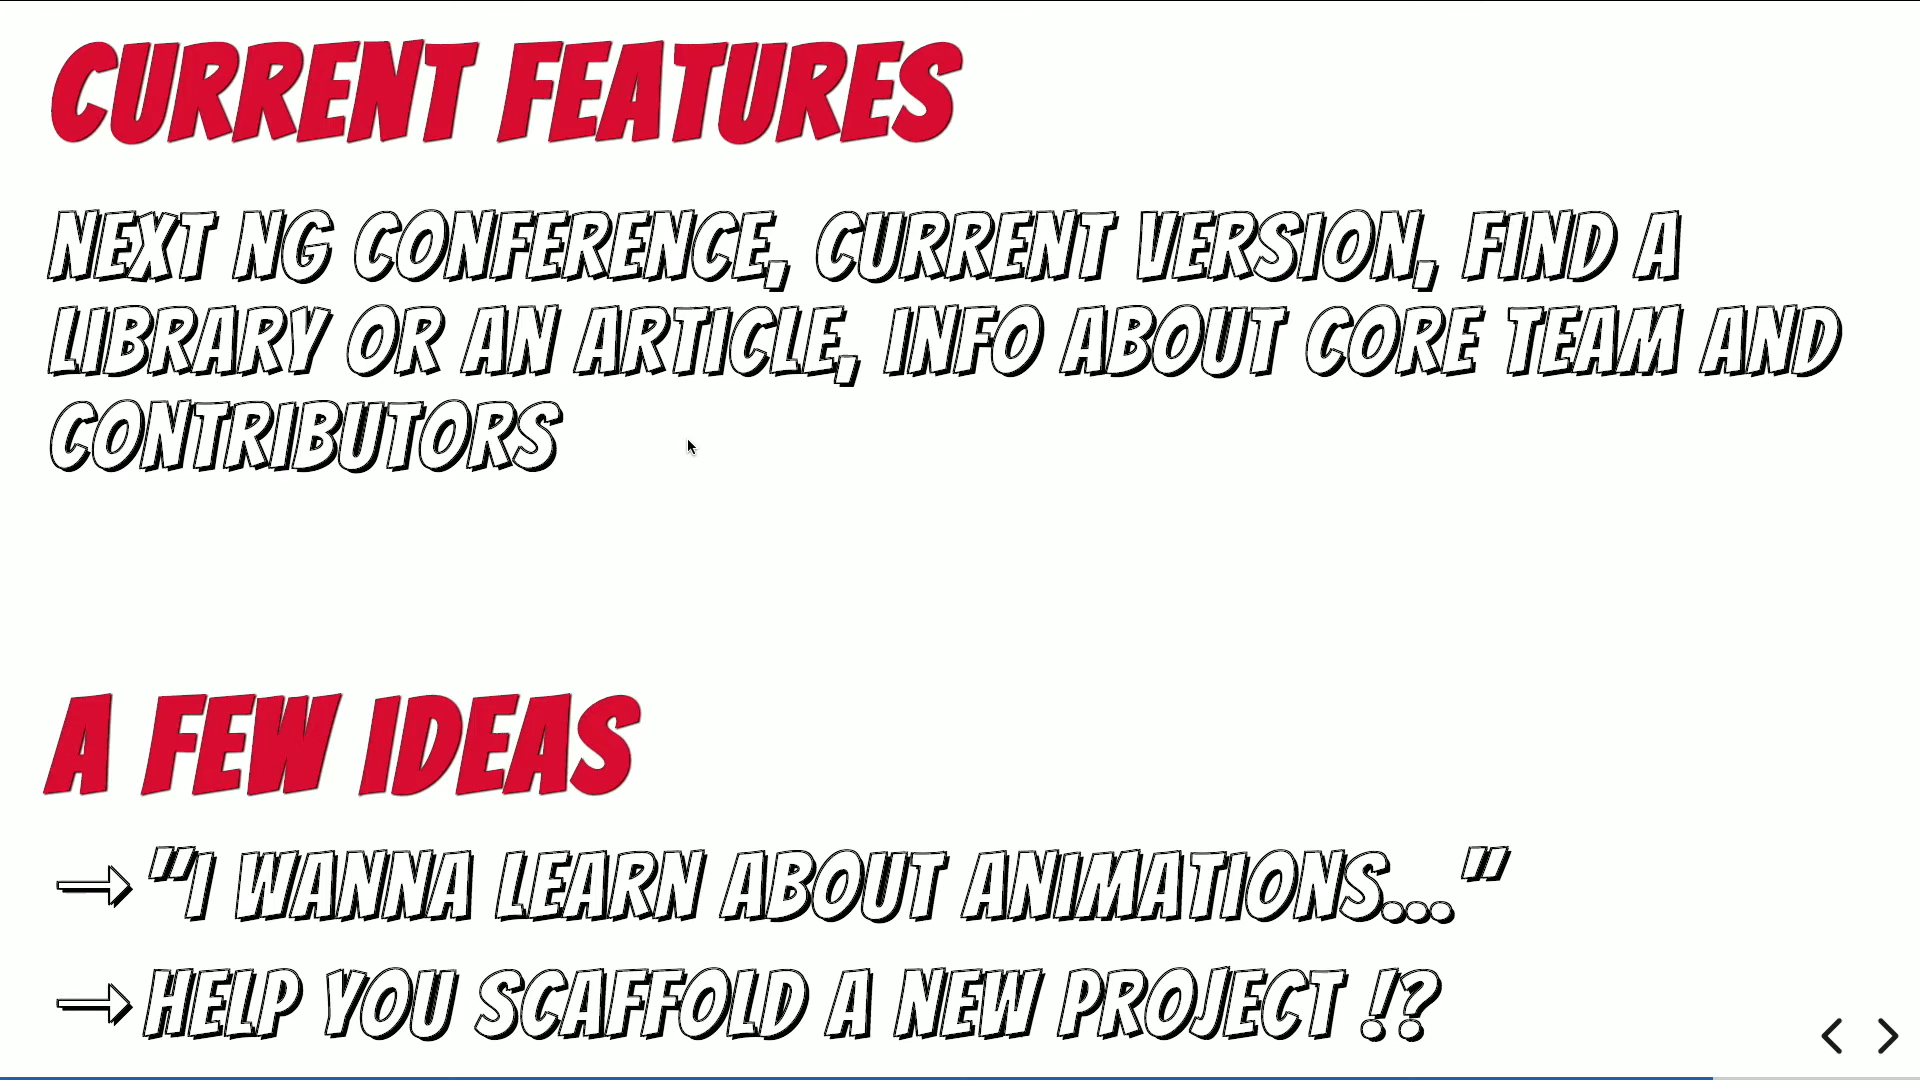 CURRENT FEATURES
NEXT NG CONFERENCE, CURRENT VERSION, FIND A
LIBRARY OR AN ARTICLE, INFO ABOUT CORE TEAM AND
CONTRIBUTORS
A FEW IDEAS
→ "I WANNA LEARN ABOUT ANIMATIONS..."
→ HELP YOU SCAFFOLD A NEW PROJECT !?